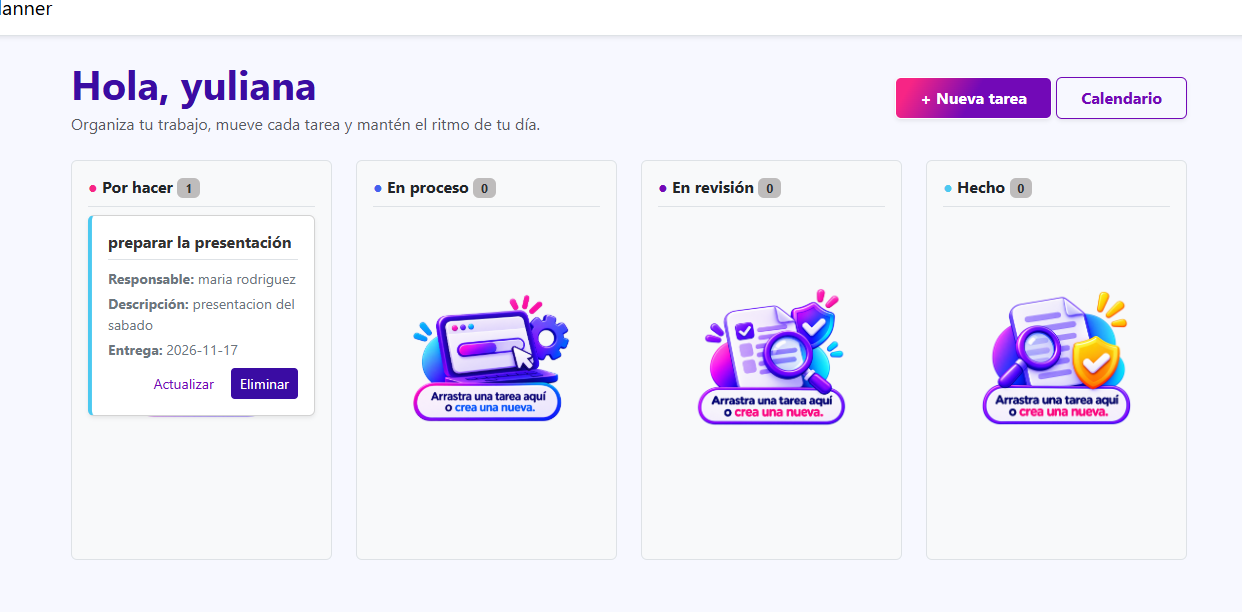 lanner
Hola, yuliana
Organiza tu trabajo, mueve cada tarea y mantén el ritmo de tu día.
+ Nueva tarea
Calendario
Por hacer 1
preparar la presentación
Responsable: maria rodriguez
Descripción: presentacion del
sabado
Entrega: 2026-11-17
Actualizar
Eliminar
En proceso 0
Arrastra una tarea aquí
o crea una nueva.
En revisión 0
Arrastra una tarea aquí
o crea una nueva.
Hecho 0
Arrastra una tarea aquí
o crea una nueva.